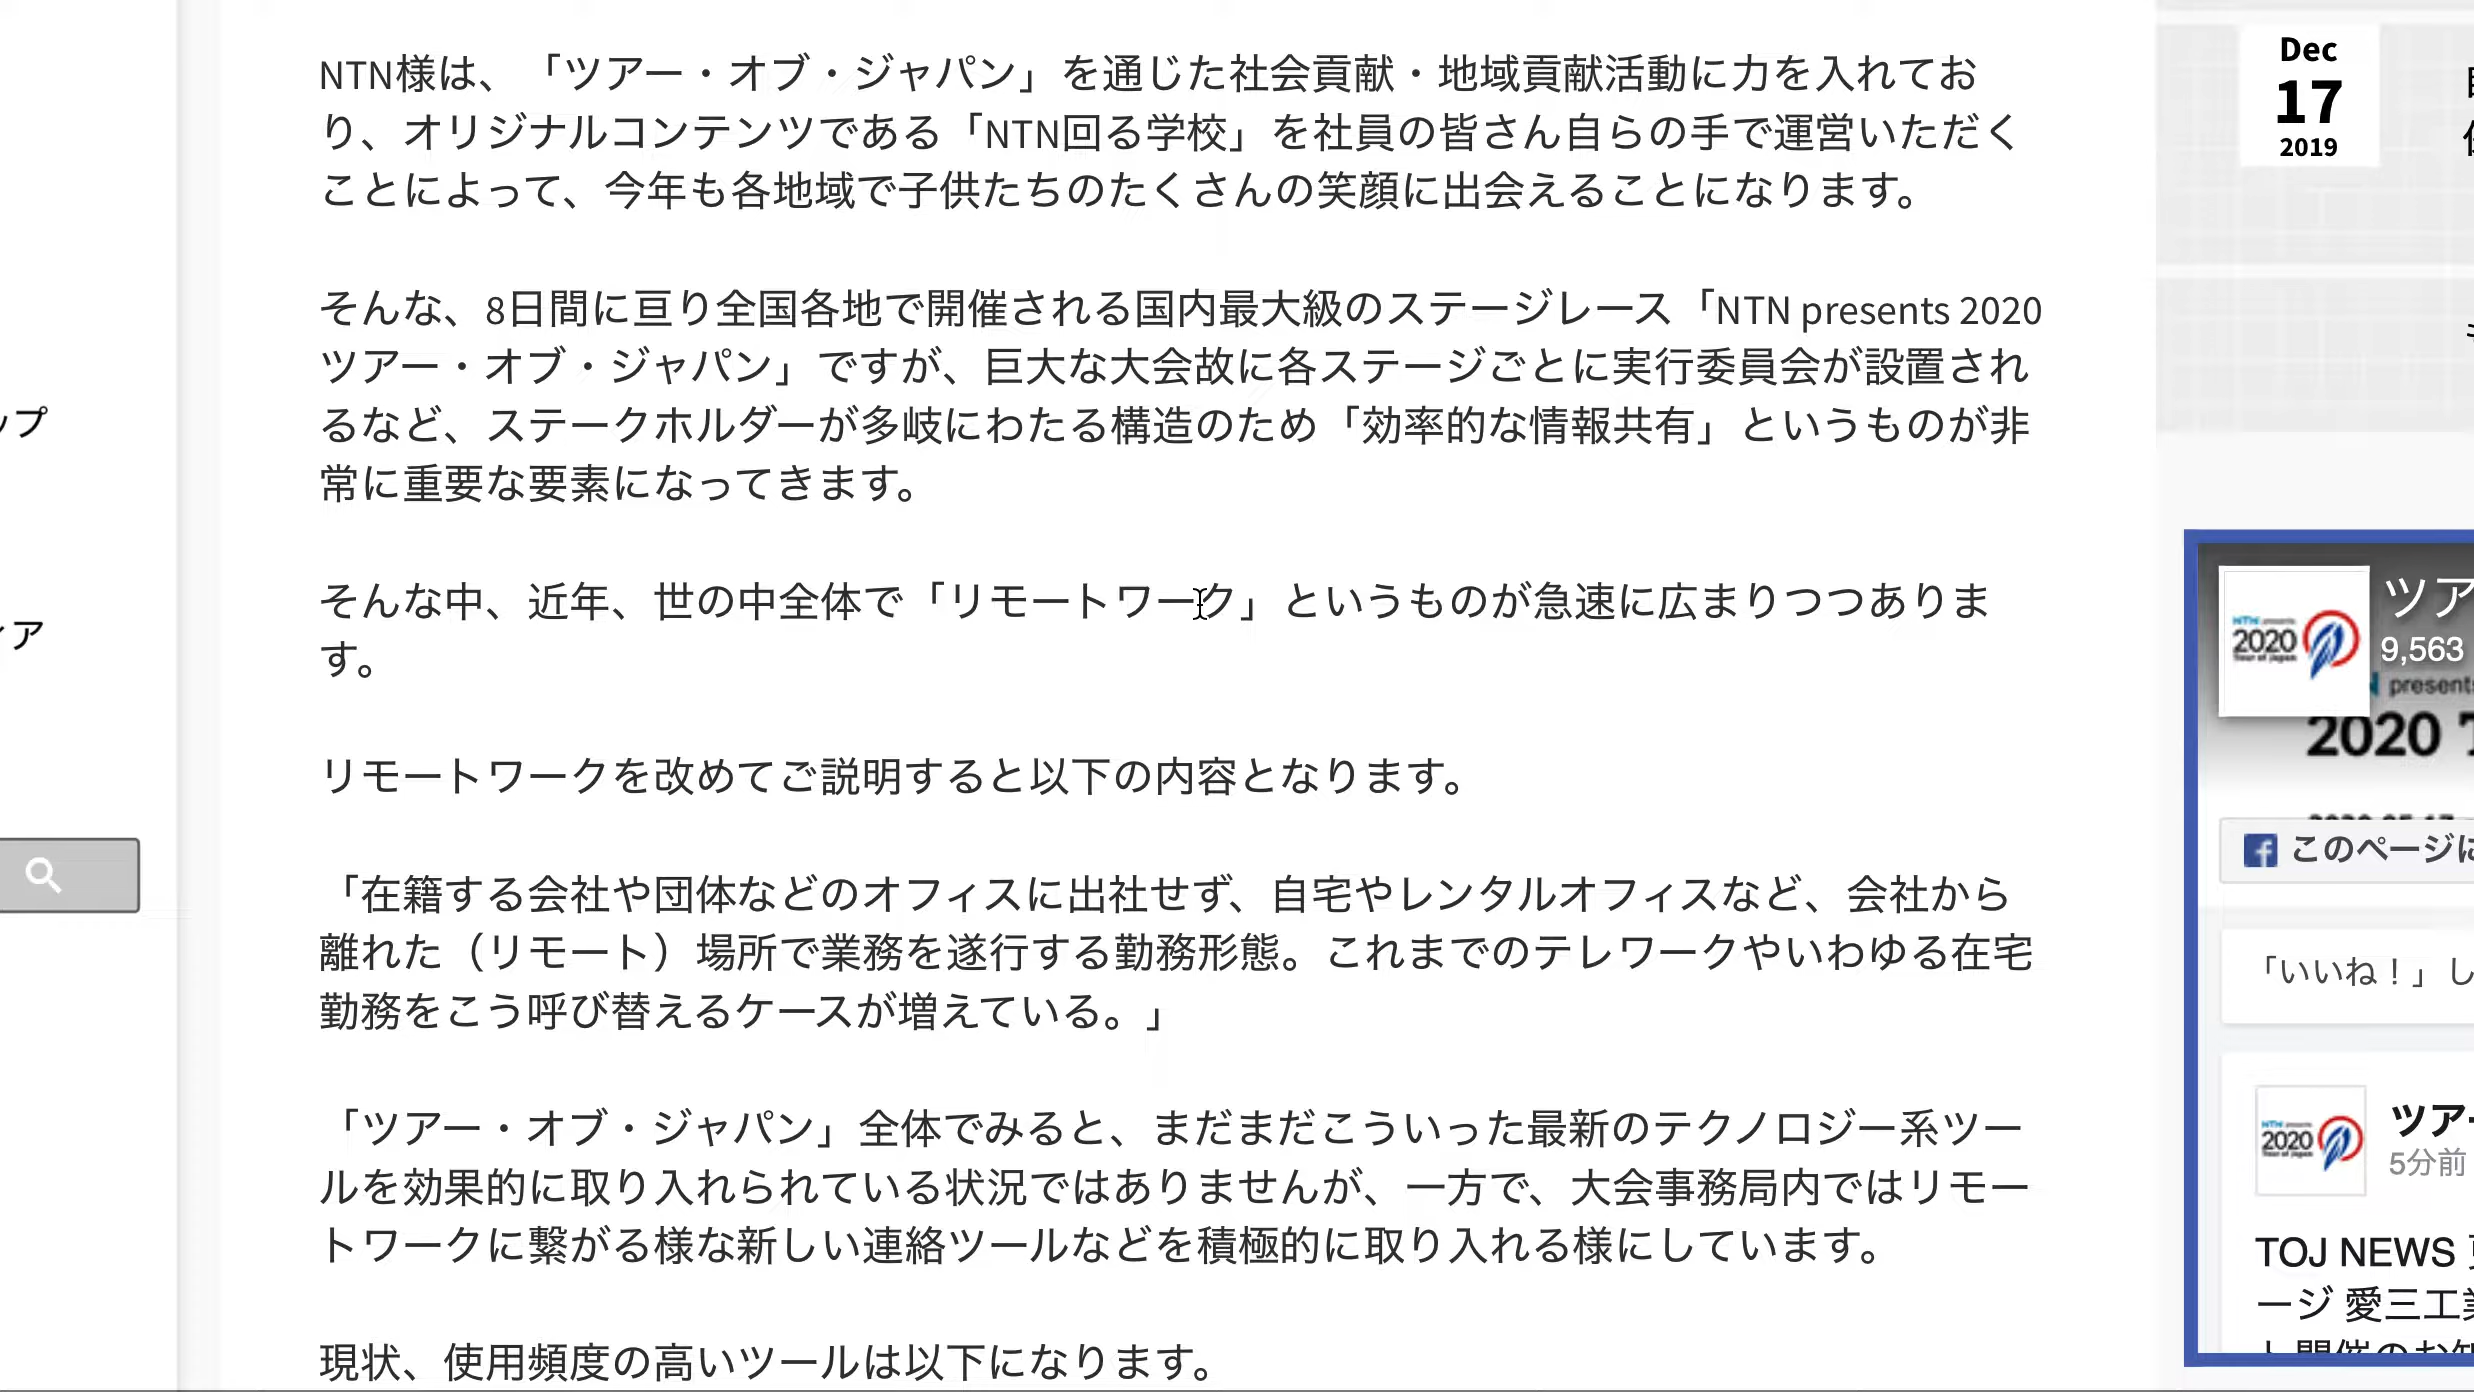 NTN様は、「ツアー・オブ・ジャパン」を通じた社会貢献・地域貢献活動に力を入れてお
り、オリジナルコンテンツである「NTN回る学校」を社員の皆さん自らの手で運営いただく
ことによって、今年も各地域で子供たちのたくさんの笑顔に出会えることになります。
そんな、8日間に亘り全国各地で開催される国内最大級のステージレース「NTN presents 2020
ツアー・オブ・ジャパン」ですが、巨大な大会故に各ステージごとに実行委員会が設置され
るなど、ステークホルダーが多岐にわたる構造のため「効率的な情報共有」というものが非
常に重要な要素になってきます。
そんな中、近年、世の中全体で「リモートワーク」というものが急速に広まりつつありま
す。
リモートワークを改めてご説明すると以下の内容となります。
「在籍する会社や団体などのオフィスに出社せず、自宅やレンタルオフィスなど、会社から
離れた（リモート）場所で業務を遂行する勤務形態。これまでのテレワークやいわゆる在宅
勤務をこう呼び替えるケースが増えている。」
「ツアー・オブ・ジャパン」全体でみると、まだまだこういった最新のテクノロジー系ツー
ルを効果的に取り入れられている状況ではありませんが、一方で、大会事務局内ではリモー
トワークに繋がる様な新しい連絡ツールなどを積極的に取り入れる様にしています。
現状、使用頻度の高いツールは以下になります。
ップ
ィア
Dec
17
2019
ツア
9,563
presents
2020
2020 T
このページに
「いいね！」し
2020
ツアー
5分前
TOJ NEWS
ージ 愛三工業